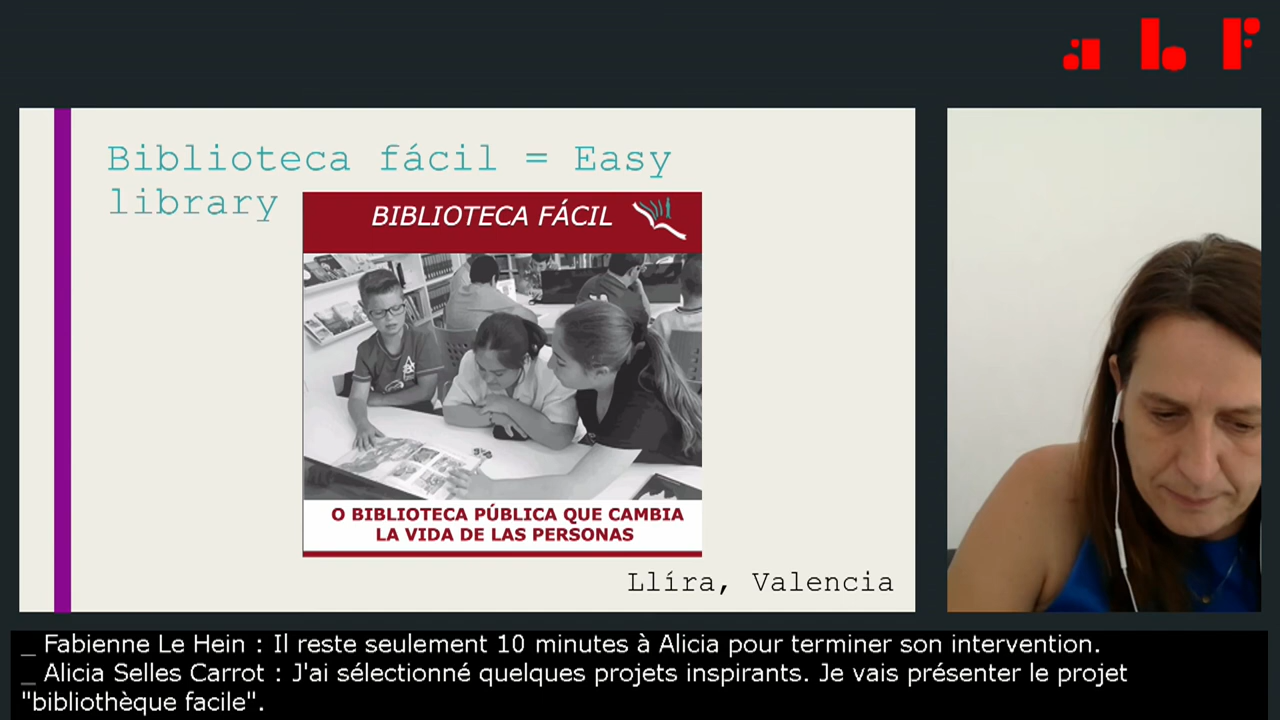 abf
Biblioteca fácil = Easy
library
BIBLIOTECA FÁCIL
O BIBLIOTECA PÚBLICA QUE CAMBIA
LA VIDA DE LAS PERSONAS
Llíra, Valencia
_ Fabienne Le Hein : Il reste seulement 10 minutes à Alicia pour terminer son intervention.
_ Alicia Selles Carrot : J'ai sélectionné quelques projets inspirants. Je vais présenter le projet
"bibliothèque facile".